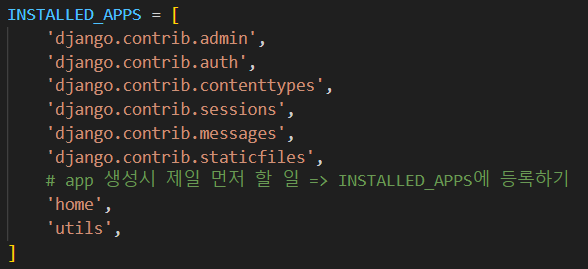 INSTALLED_APPS = [
    'django.contrib.admin',
    'django.contrib.auth',
    'django.contrib.contenttypes',
    'django.contrib.sessions',
    'django.contrib.messages',
    'django.contrib.staticfiles',
    # app 생성시 제일 먼저 할 일 => INSTALLED_APPS에 등록하기
    'home',
    'utils',
]